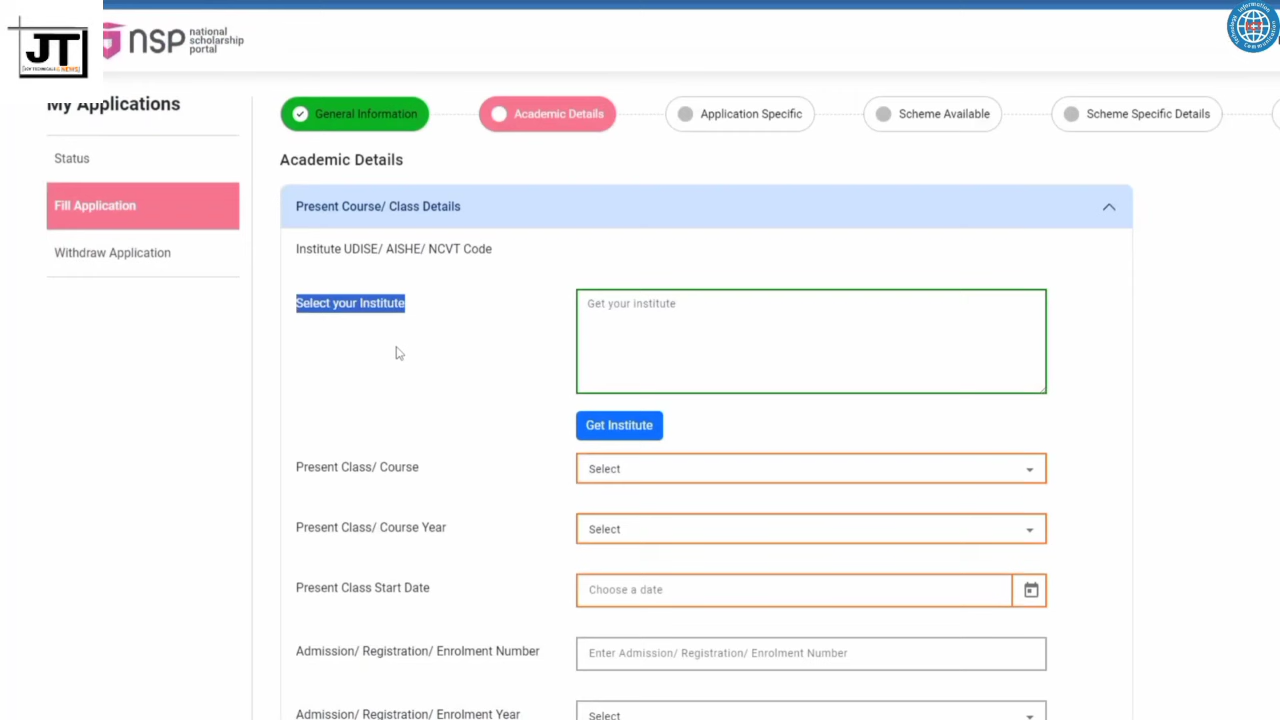 JT
nsp
national
scholarship
portal
My Applications
Status
Fill Application
Withdraw Application
General Information
Academic Details
Application Specific
Scheme Available
Scheme Specific Details
Academic Details
Present Course/ Class Details
Institute UDISE/ AISHE/ NCVT Code
Select your Institute
Get your institute
Get Institute
Present Class/ Course
Select
Present Class/ Course Year
Select
Present Class Start Date
Choose a date
Admission/ Registration/ Enrolment Number
Enter Admission/ Registration/ Enrolment Number
Admission/ Registration/ Enrolment Year
Select